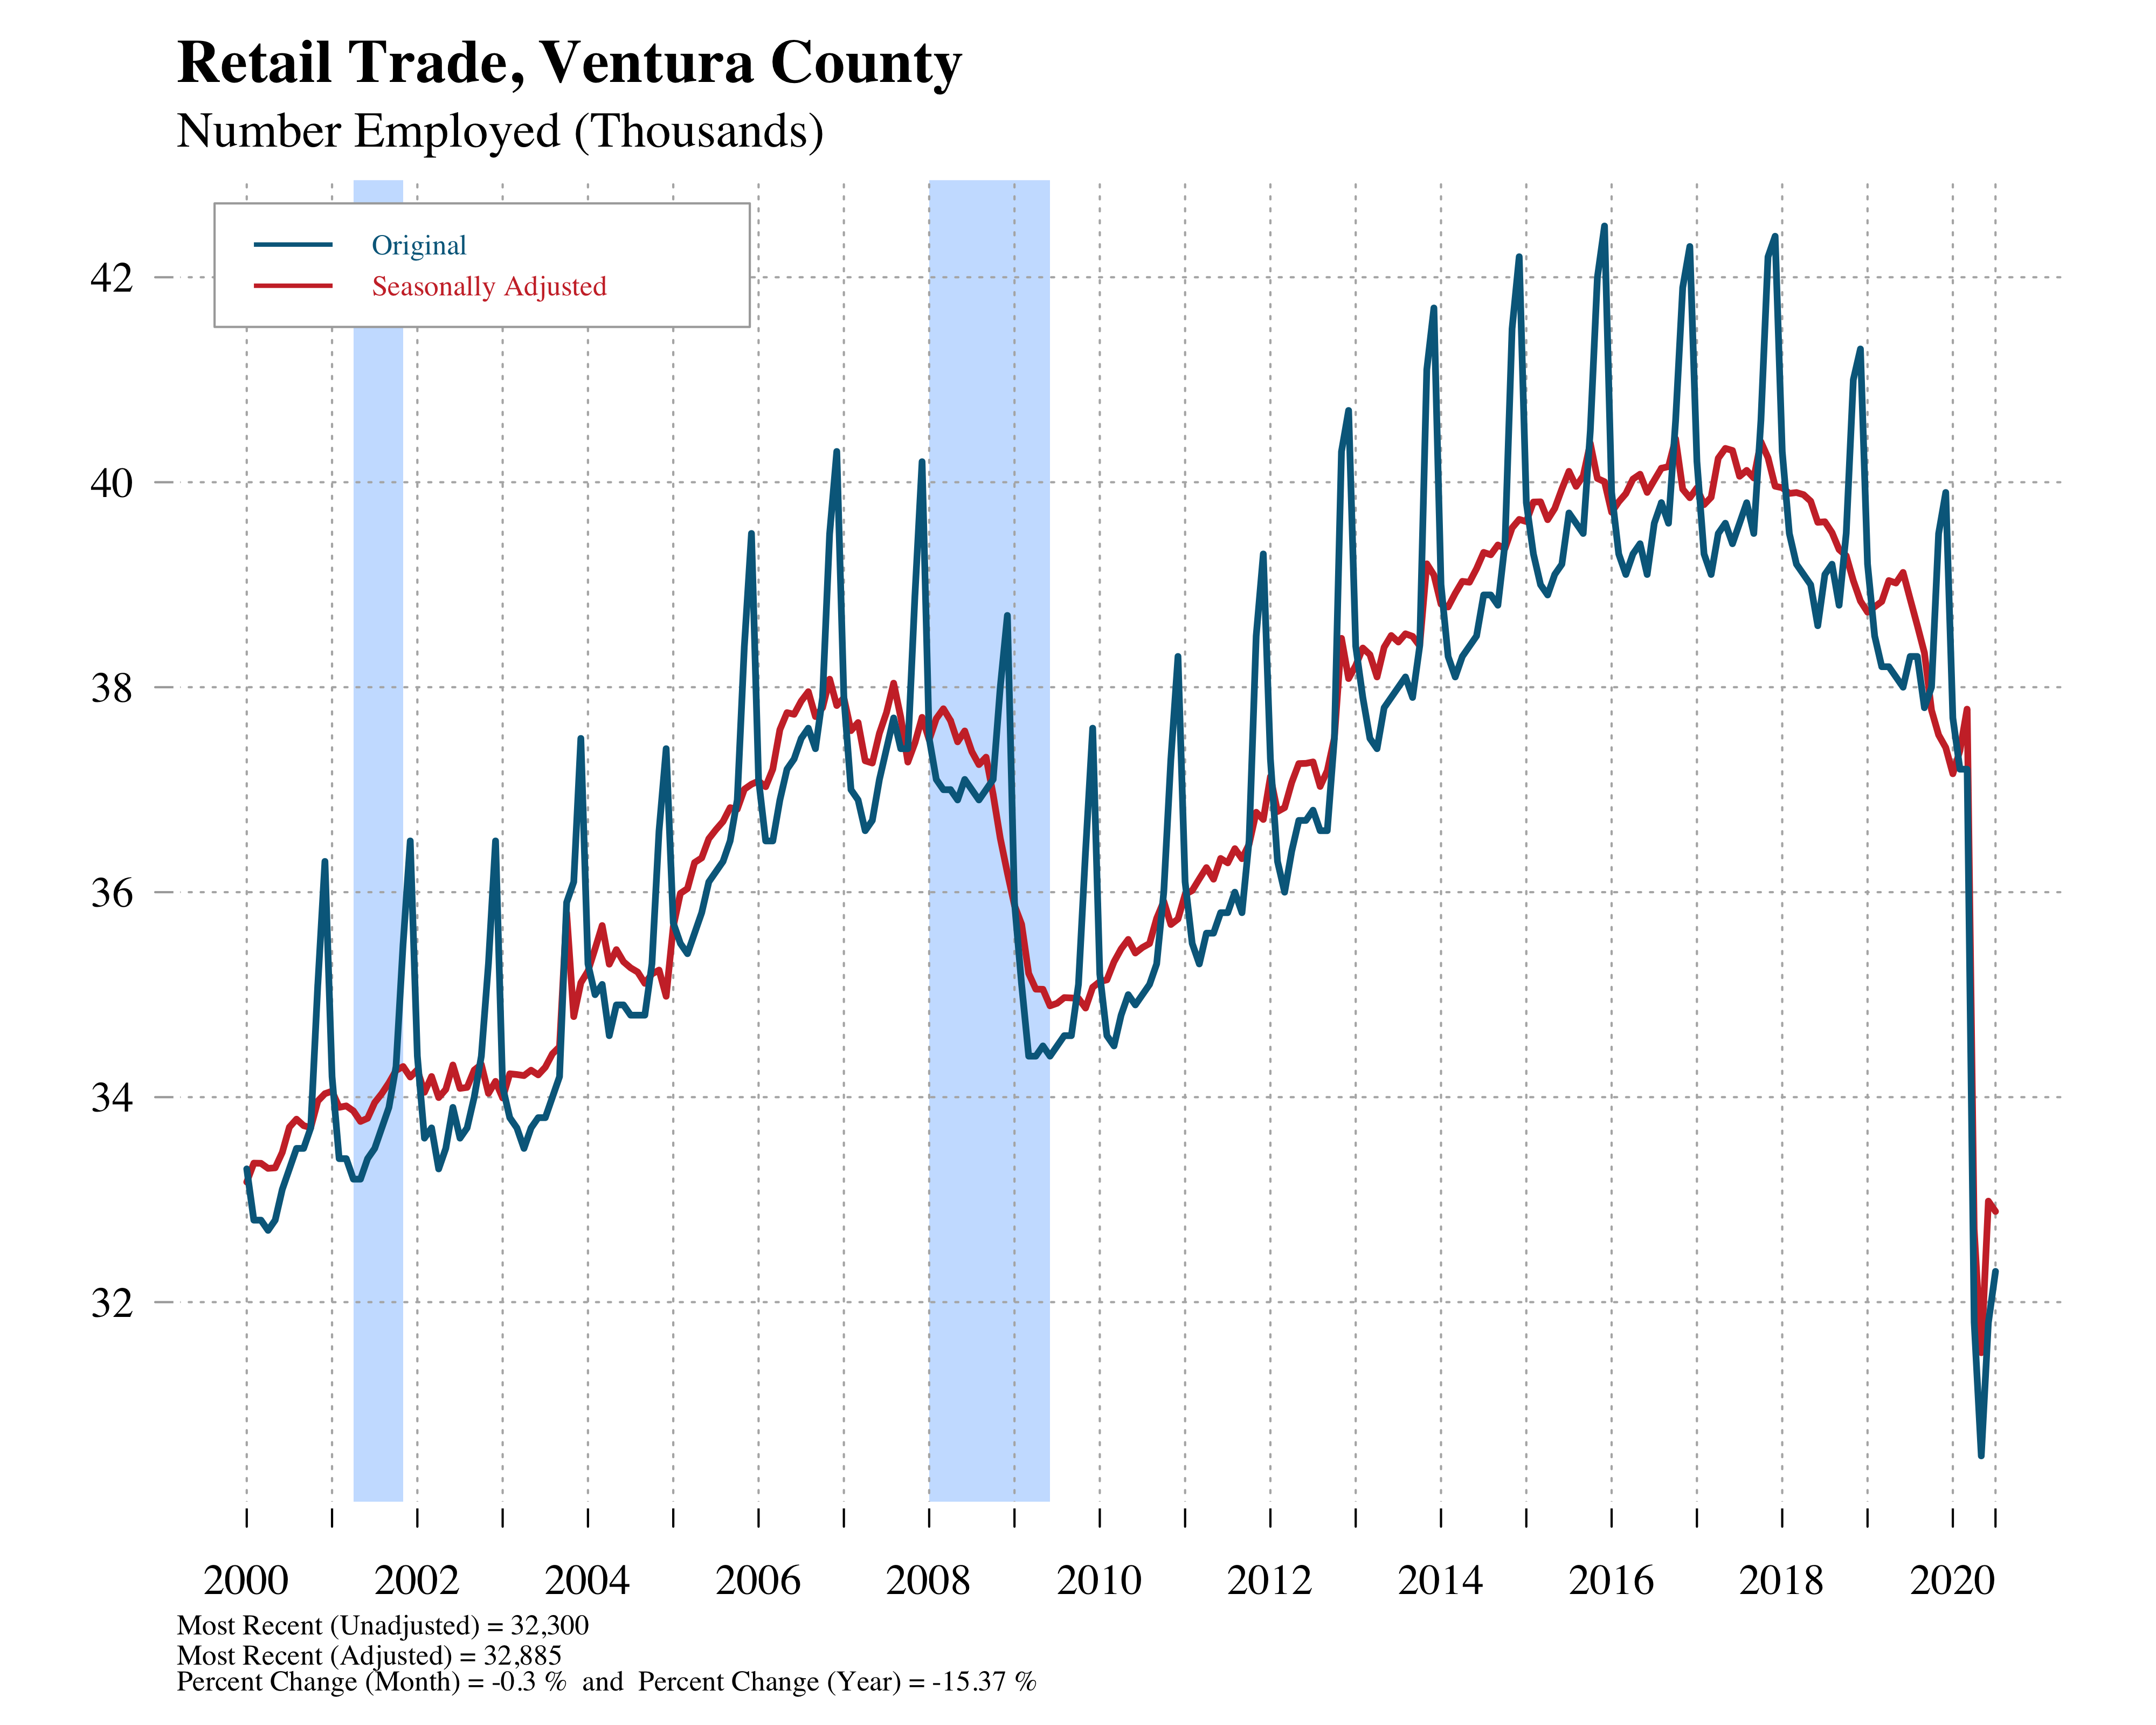 Retail Trade, Ventura County
Number Employed (Thousands)
Original
Seasonally Adjusted
42
40
38
36
34
32
2000 2002 2004 2006 2008 2010 2012 2014 2016 2018 2020
Most Recent (Unadjusted) = 32,300
Most Recent (Adjusted) = 32,885
Percent Change (Month) = -0.3 % and Percent Change (Year) = -15.37 %